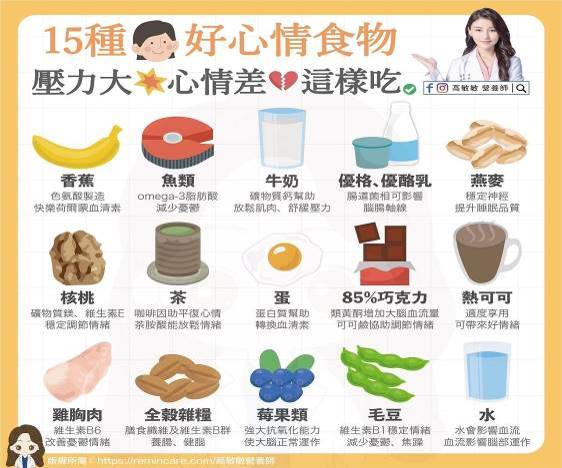 15種 好心情食物
壓力大 心情差 這樣吃
高敏敏 營養師
香蕉
色氨酸製造
快樂荷爾蒙血清素
魚類
omega-3脂肪酸
減少憂鬱
牛奶
礦物質鈣幫助
放鬆肌肉、舒緩壓力
優格、優酪乳
腸道菌相可影響
腦腸軸線
燕麥
穩定神經
提升睡眠品質
核桃
礦物質鎂、維生素E
穩定調節情緒
茶
咖啡因助平復心情
茶胺酸能放鬆情緒
蛋
蛋白質幫助
轉換血清素
85%巧克力
類黃酮增加大腦血流量
可可鹼協助調節情緒
熱可可
適度享用
可帶來好情緒
雞胸肉
維生素B6
改善憂鬱情緒
全穀雜糧
膳食纖維及維生素B群
養腸、健腦
莓果類
強大抗氧化能力
使大腦正常運作
毛豆
維生素B1穩定情緒
減少憂鬱、焦躁
水
水會影響血流
血流影響腦部運作
版權所屬© https://remincare.com/高敏敏營養師